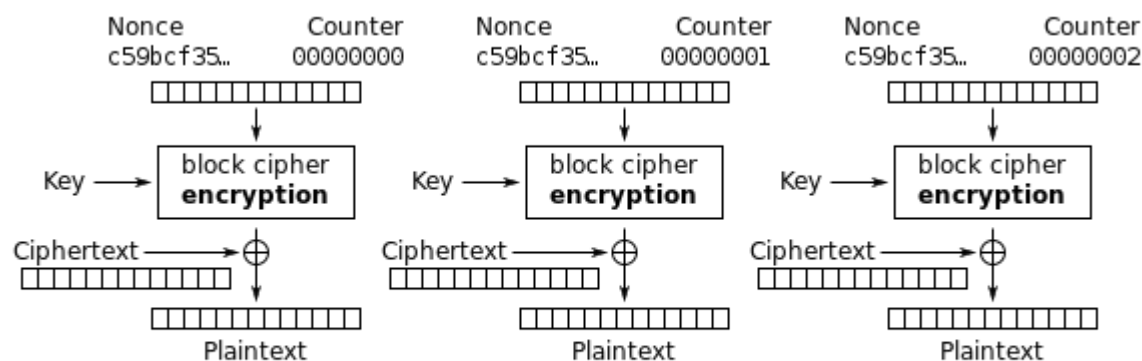 Nonce Counter Nonce Counter Nonce Counter
c59bcf35… 00000000 c59bcf35… 00000001 c59bcf35… 00000002
Key block cipher encryption Key block cipher encryption Key block cipher encryption
Ciphertext Ciphertext Ciphertext
Plaintext Plaintext Plaintext